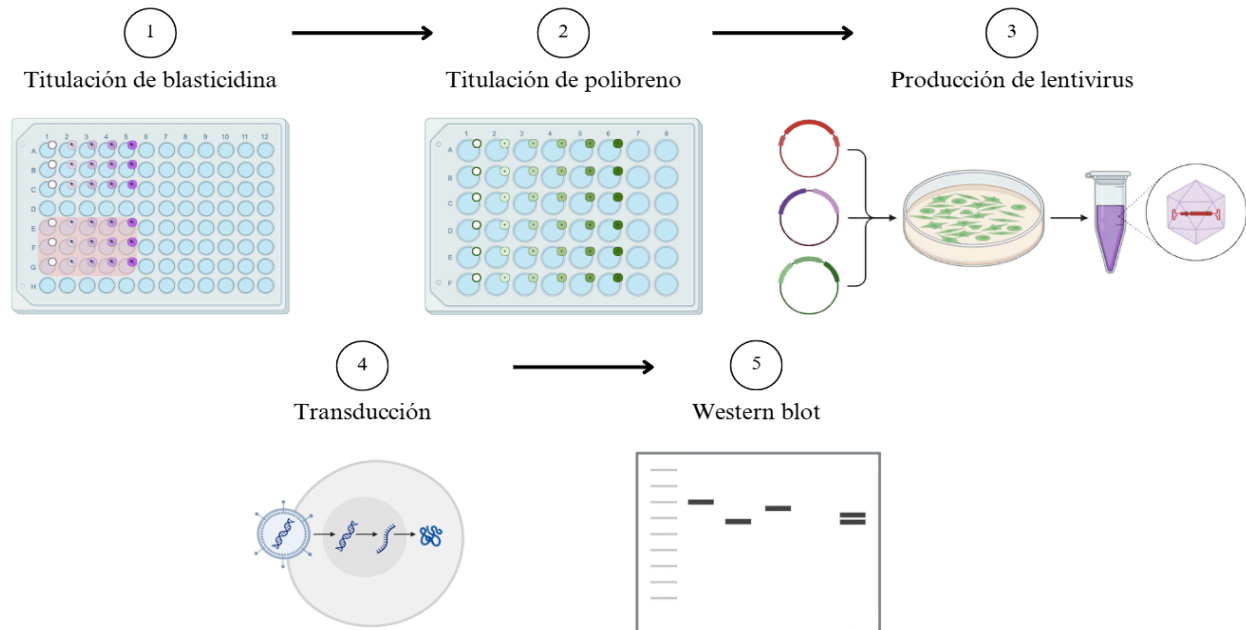 1
2
3
Titulación de blasticidina
Titulación de polibreno
Producción de lentivirus
1 2 3 4 5 6 7 8 9 10 11 12
A
B
C
D
E
F
G
H
1 2 3 4 5 6 7 8
A
B
C
D
E
F
4
5
Transducción
Western blot